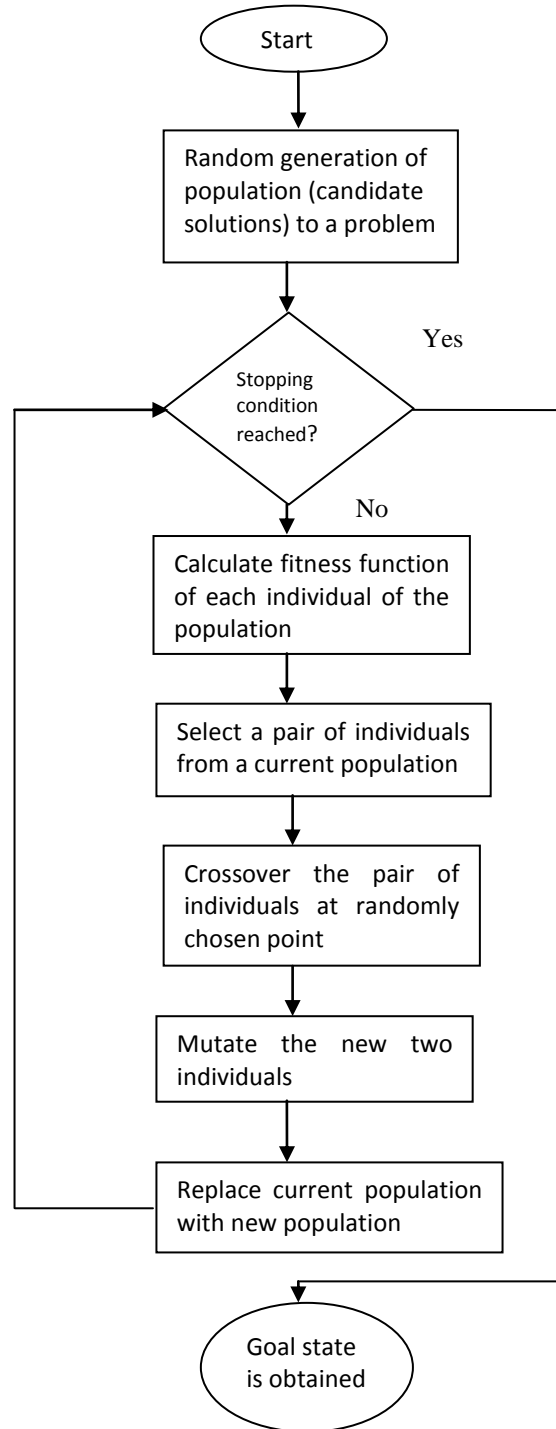 Start
Random generation of
population (candidate
solutions) to a problem
Yes
Stopping
condition
reached?
No
Calculate fitness function
of each individual of the
population
Select a pair of individuals
from a current population
Crossover the pair of
individuals at randomly
chosen point
Mutate the new two
individuals
Replace current population
with new population
Goal state
is obtained